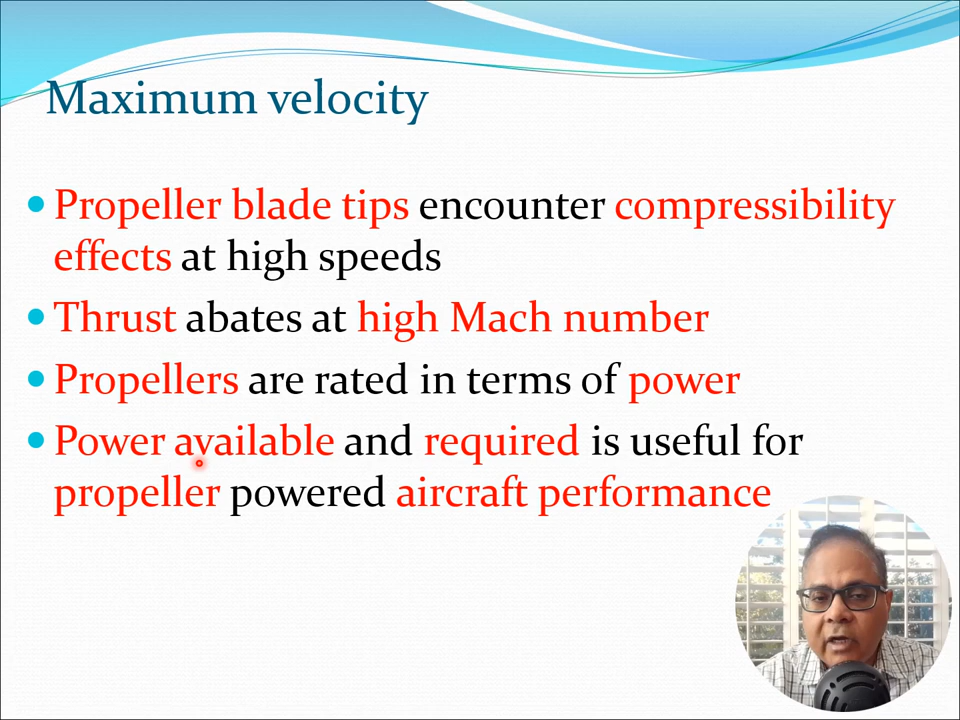 Maximum velocity
Propeller blade tips encounter compressibility
effects at high speeds
Thrust abates at high Mach number
Propellers are rated in terms of power
Power available and required is useful for
propeller powered aircraft performance